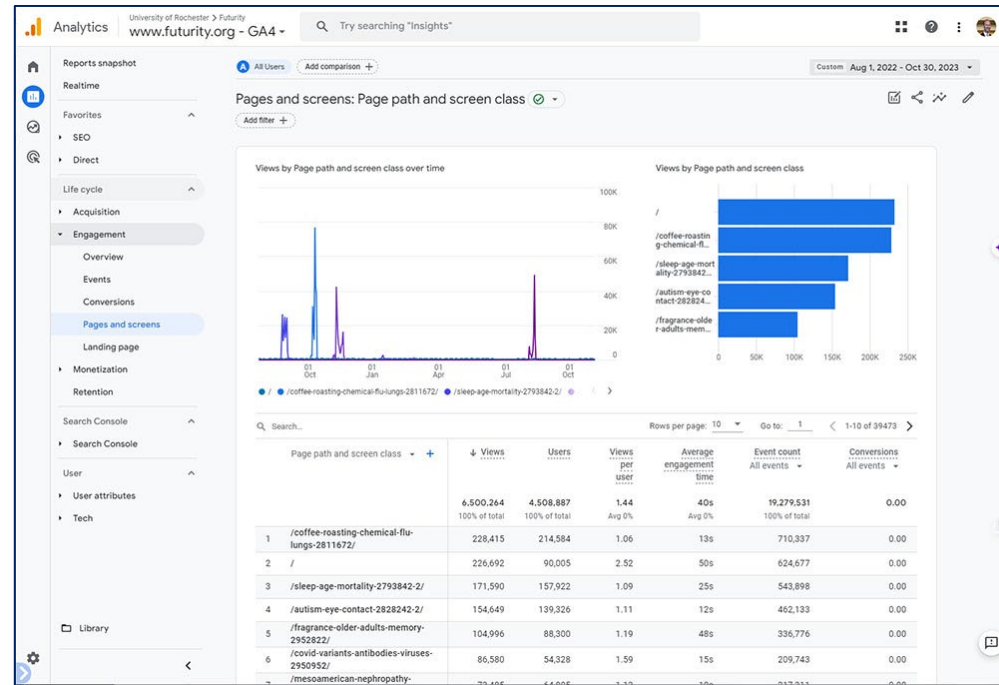 University of Rochester > Futurity
Analytics
www.futurity.org - GA4
Try searching "Insights"
Reports snapshot
Realtime
Favorites
SEO
Direct
Life cycle
Acquisition
Engagement
Overview
Events
Conversions
Pages and screens
Landing page
Monetization
Retention
Search Console
Search Console
User
User attributes
Tech
Library
A All Users
Add comparison +
Custom Aug 1, 2022 - Oct 30, 2023
Pages and screens: Page path and screen class
Add filter +
Views by Page path and screen class over time
100K
80K
60K
40K
20K
0
01 Oct
01 Jan
01 Apr
01 Jul
01 Oct
/ /coffee-roasting-chemical-flu-lungs-2811672/ /sleep-age-mortality-2793842-2/
Views by Page path and screen class
/
/coffee-roastin
g-chemical-fl...
/sleep-age-mort
ality-2793842...
/autism-eye-co
ntact-282824...
/fragrance-olde
r-adults-mem...
0 50K 100K 150K 200K 250K
Search...
Rows per page: 10 Go to: 1 < 1-10 of 39473 >
Page path and screen class + ↓ Views Users Views per user Average engagement time Event count All events Conversions All events
6,500,264 4,508,887 1.44 40s 19,279,531 0.00
100% of total 100% of total Avg 0% Avg 0% 100% of total
1 /coffee-roasting-chemical-flu-lungs-2811672/ 228,415 214,584 1.06 13s 710,337 0.00
2 / 226,692 90,005 2.52 50s 624,677 0.00
3 /sleep-age-mortality-2793842-2/ 171,590 157,922 1.09 25s 543,898 0.00
4 /autism-eye-contact-2828242-2/ 154,649 139,326 1.11 12s 462,133 0.00
5 /fragrance-older-adults-memory-2952822/ 104,996 88,300 1.19 48s 336,776 0.00
6 /covid-variants-antibodies-viruses-2950952/ 86,580 54,328 1.59 15s 209,743 0.00
/mesoamerican-nephropathy-